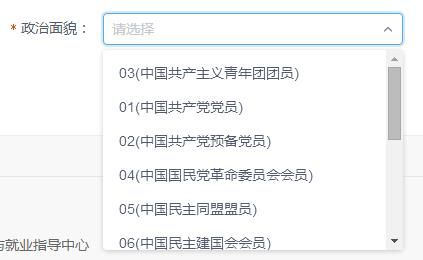 * 政治面貌：
请选择
03(中国共产主义青年团团员)
01(中国共产党党员)
02(中国共产党预备党员)
04(中国国民党革命委员会会员)
05(中国民主同盟盟员)
06(中国民主建国会会员)
就业指导中心